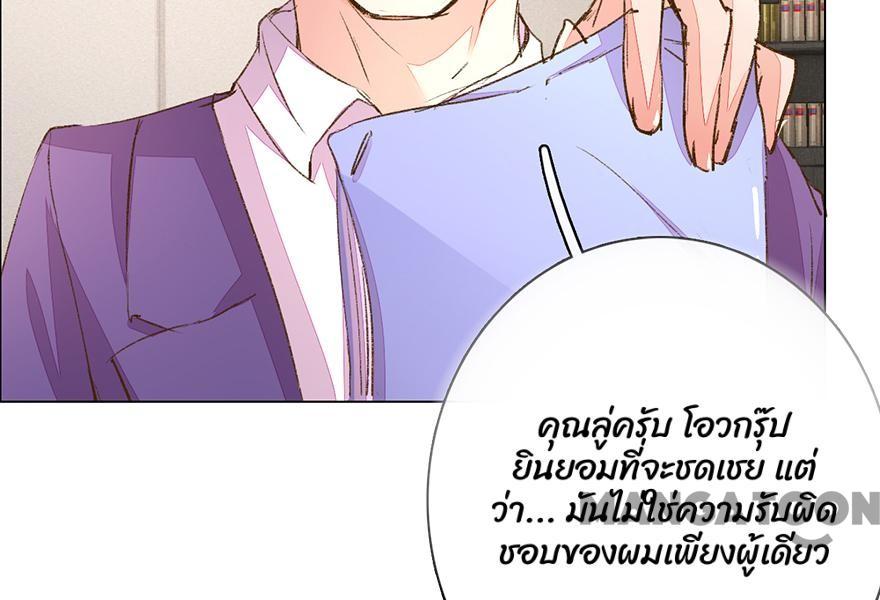 คุณลู่ครับ โอวกรุ๊ป
ยินยอมที่จะชดเชย แต่
ว่า... มันไม่ใช่ความรับผิด
ชอบของผมเพียงผู้เดียว
MANGATOON